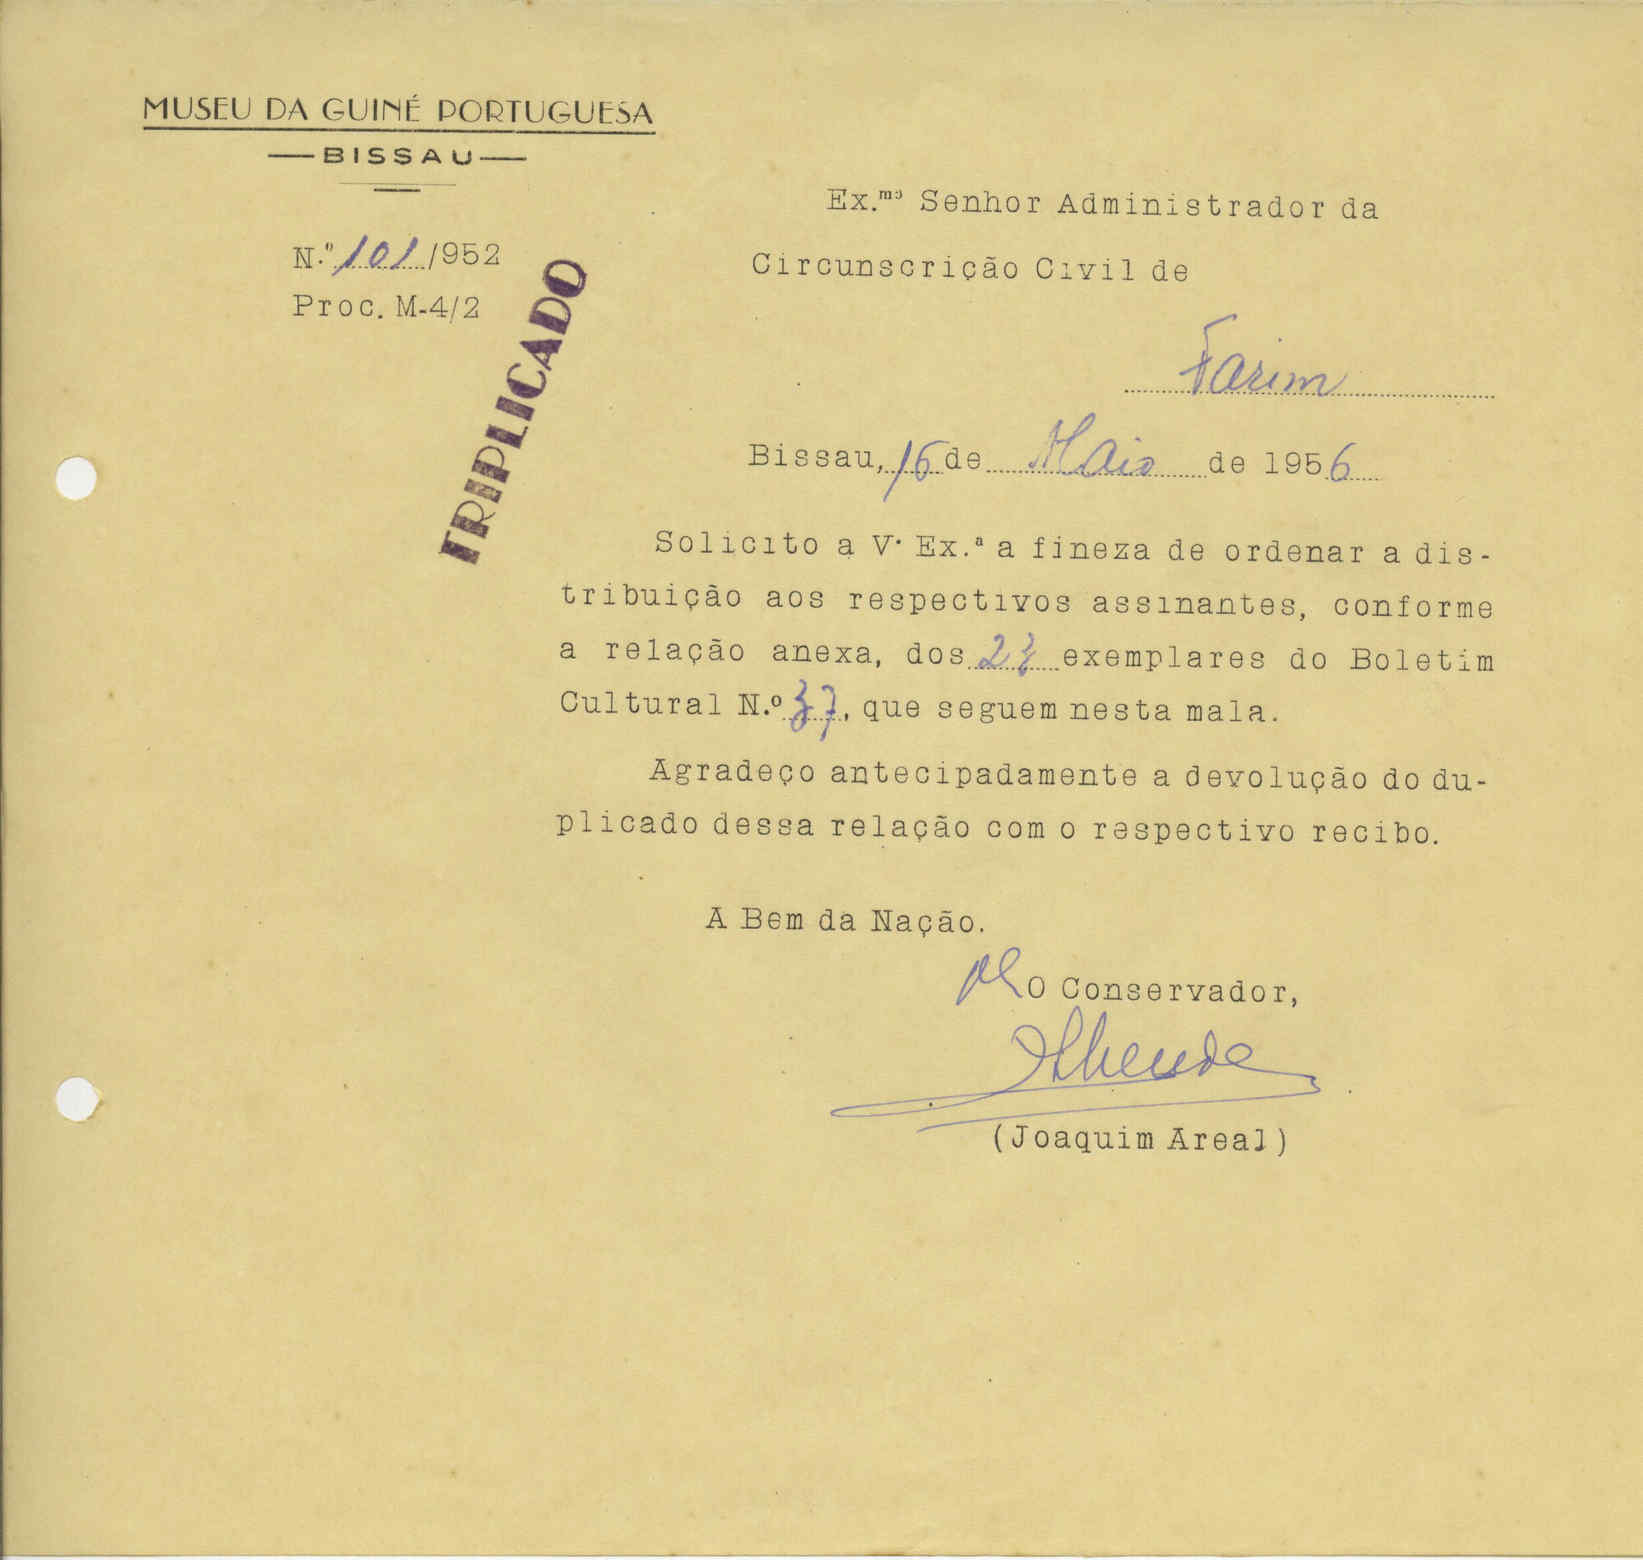 MUSEU DA GUINÉ PORTUGUESA
BISSAU
N.º 101/952
Proc. M-4/2
TRIPLICADO
Ex.mo Senhor Administrador da
Circunscrição Civil de
Farim
Bissau, 16 de Maio de 1956
Solicito a V. Ex.ª a fineza de ordenar a dis-
tribuição aos respectivos assinantes, conforme
a relação anexa, dos 23 exemplares do Boletim
Cultural N.º 37, que seguem nesta mala.
Agradeço antecipadamente a devolução do du-
plicado dessa relação com o respectivo recibo.
A Bem da Nação.
O Conservador,
(Joaquim Areal)